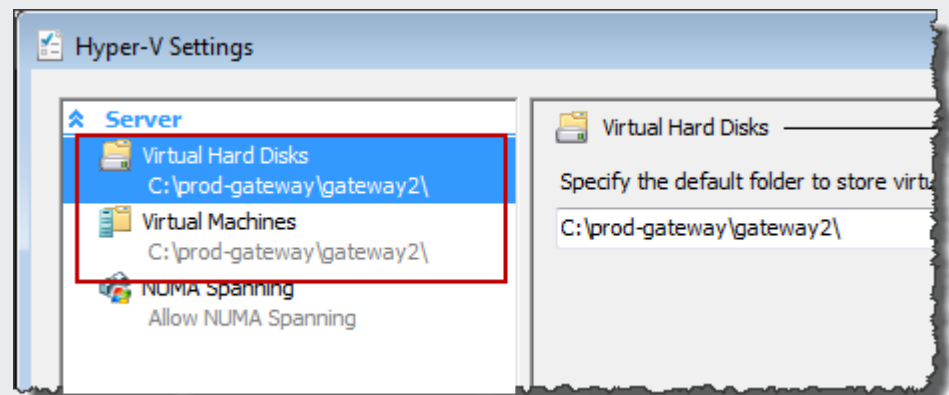 Hyper-V Settings
Server
Virtual Hard Disks
C:\prod-gateway\gateway2\
Virtual Machines
C:\prod-gateway\gateway2\
NUMA Spanning
Allow NUMA Spanning
Virtual Hard Disks
Specify the default folder to store
C:\prod-gateway\gateway2\